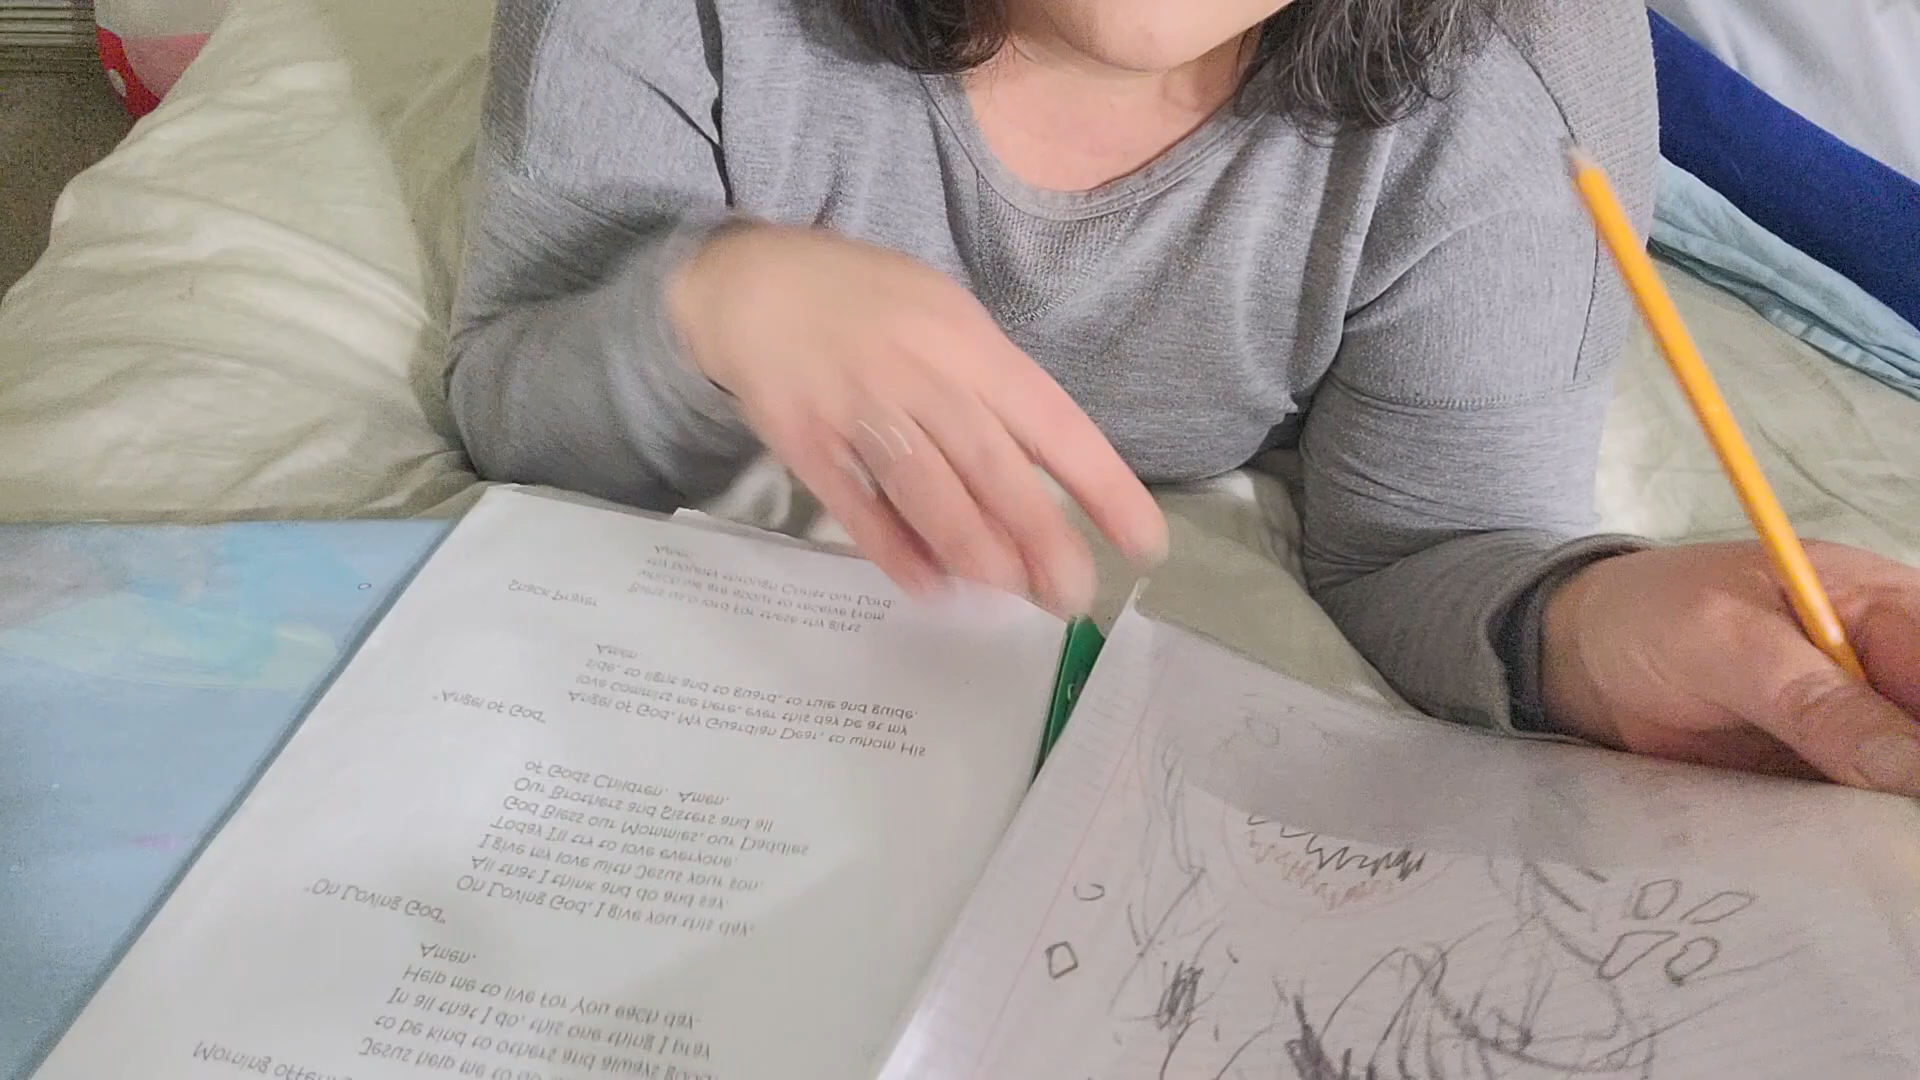 Morning
Jesus help me to do
to be kind to others and always good.
In all that I do, this one thing I pray
Help me to live for You each day.
Amen.
"Oh Loving God"
Oh Loving God, I give you this day.
All that I think and do and say.
I give my love with Jesus your son.
Today I'll try to love everyone.
God Bless our Mommies, our Daddies
Our Brothers and Sisters and all
of Gods Children. Amen.
"Angel of God"
Angel of God, My Guardian Dear, to whom His
love commits me here, ever this day be at my
side, to light and to guard, to rule and guide.
Amen
Snack Prayer
Bless us o lord for these thy gifts
which we are about to receive from
thy bounty through Christ our Lord.
Amen.